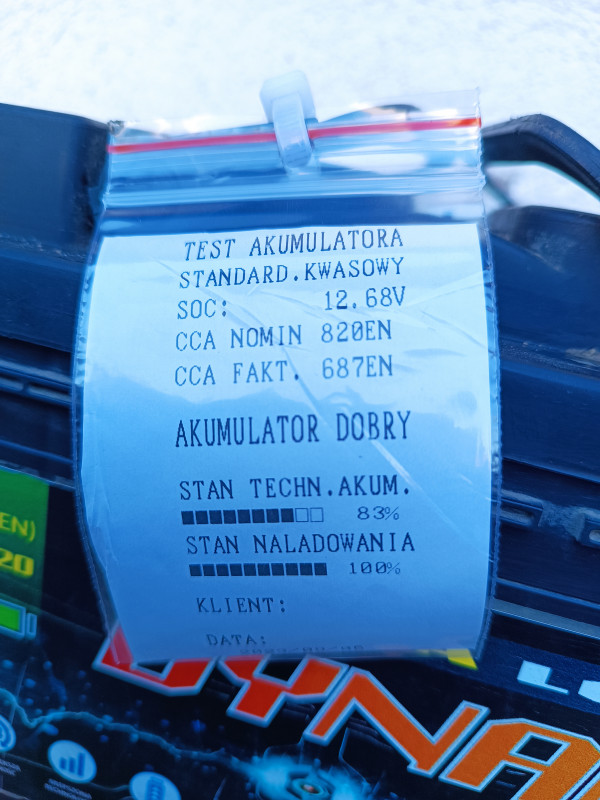 TEST AKUMULATORA
STANDARD.KWASOWY
SOC: 12.68V
CCA NOMIN 820EN
CCA FAKT. 687EN
AKUMULATOR DOBRY
STAN TECHN.AKUM.
83%
STAN NALADOWANIA
100%
KLIENT:
DATA:
EN)
20
DYNA